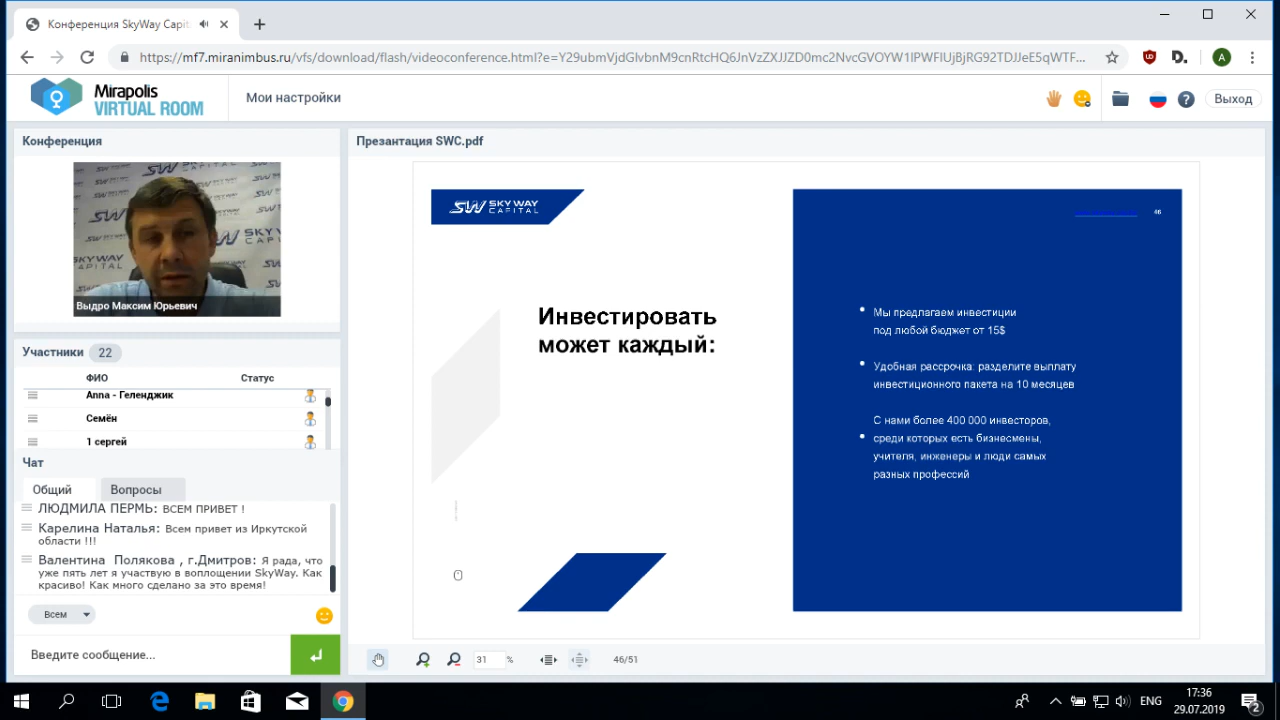 Конференция SkyWay Capi
https://mf7.miranimbus.ru/vfs/download/flash/videoconference.html?e=Y29ubmVjdGlvbnM9cnRtcHQ6JnVzZXJJZD0mc2NvcGVOYW1lPWFlUjBjRG92TDJJeE5qWTF...
A
Mirapolis
VIRTUAL ROOM
Мои настройки
Выход
Конференция
Выдро Максим Юрьевич
Участники 22
ФИО Статус
Anna - Геленджик
Семён
1 сергей
Чат
Общий Вопросы
ЛЮДМИЛА ПЕРМЬ: ВСЕМ ПРИВЕТ !
Карелина Наталья: Всем привет из Иркутской
области !!!
Валентина Полякова , г.Дмитров: Я рада, что
уже пять лет я участвую в воплощении SkyWay. Как
красиво! Как много сделано за это время!
Всем
Введите сообщение...
Презантация SWC.pdf
SW SKY WAY
CAPITAL
Инвестировать
может каждый:
46
Мы предлагаем инвестиции
под любой бюджет от 15$
Удобная рассрочка: разделите выплату
инвестиционного пакета на 10 месяцев
С нами более 400 000 инвесторов,
среди которых есть бизнесмены,
учителя, инженеры и люди самых
разных профессий
31 %
46/51
ENG
17:36
29.07.2019
2